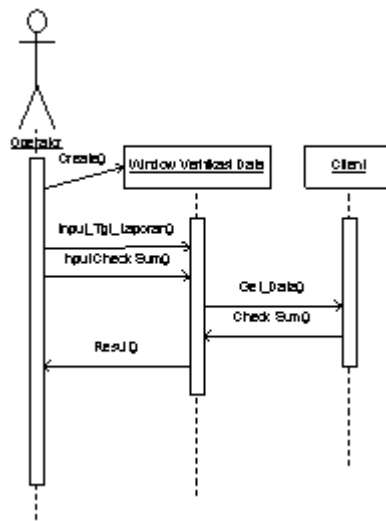 Operator
Create()
Window Verifikasi Data
Client
Input_Tgl_Laporan()
Input Check Sum()
Get_Data()
Check Sum()
Result()